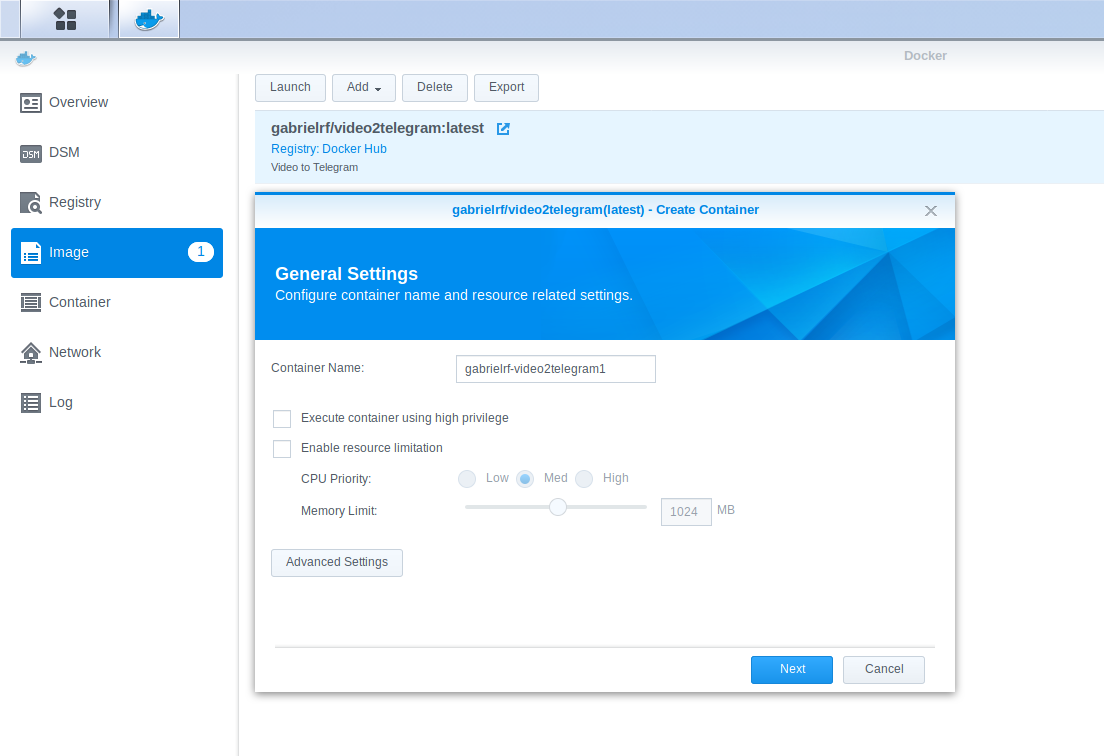 Docker
Overview
DSM
DSM
Registry
Image 1
Container
Network
Log
Launch Add Delete Export
gabrielrf/video2telegram:latest
Registry: Docker Hub
Video to Telegram
gabrielrf/video2telegram(latest) - Create Container
General Settings
Configure container name and resource related settings.
Container Name: gabrielrf-video2telegram1
Execute container using high privilege
Enable resource limitation
CPU Priority: Low Med High
Memory Limit: 1024 MB
Advanced Settings
Next Cancel